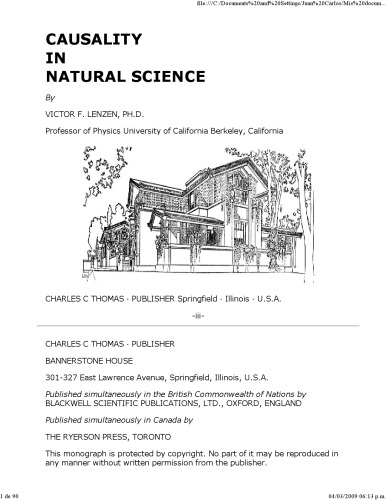 file:///C:/Documents%20and%20Settings/Juan%20Carlos/Mis%20docum...
CAUSALITY
IN
NATURAL SCIENCE
By
VICTOR F. LENZEN, PH.D.
Professor of Physics University of California Berkeley, California
CHARLES C THOMAS · PUBLISHER Springfield · Illinois · U.S.A.
-iii-
CHARLES C THOMAS · PUBLISHER
BANNERSTONE HOUSE
301-327 East Lawrence Avenue, Springfield, Illinois, U.S.A.
Published simultaneously in the British Commonwealth of Nations by
BLACKWELL SCIENTIFIC PUBLICATIONS, LTD., OXFORD, ENGLAND
Published simultaneously in Canada by
THE RYERSON PRESS, TORONTO
This monograph is protected by copyright. No part of it may be reproduced in
any manner without written permission from the publisher.
1 de 90
04/03/2009 06:13 p.m.